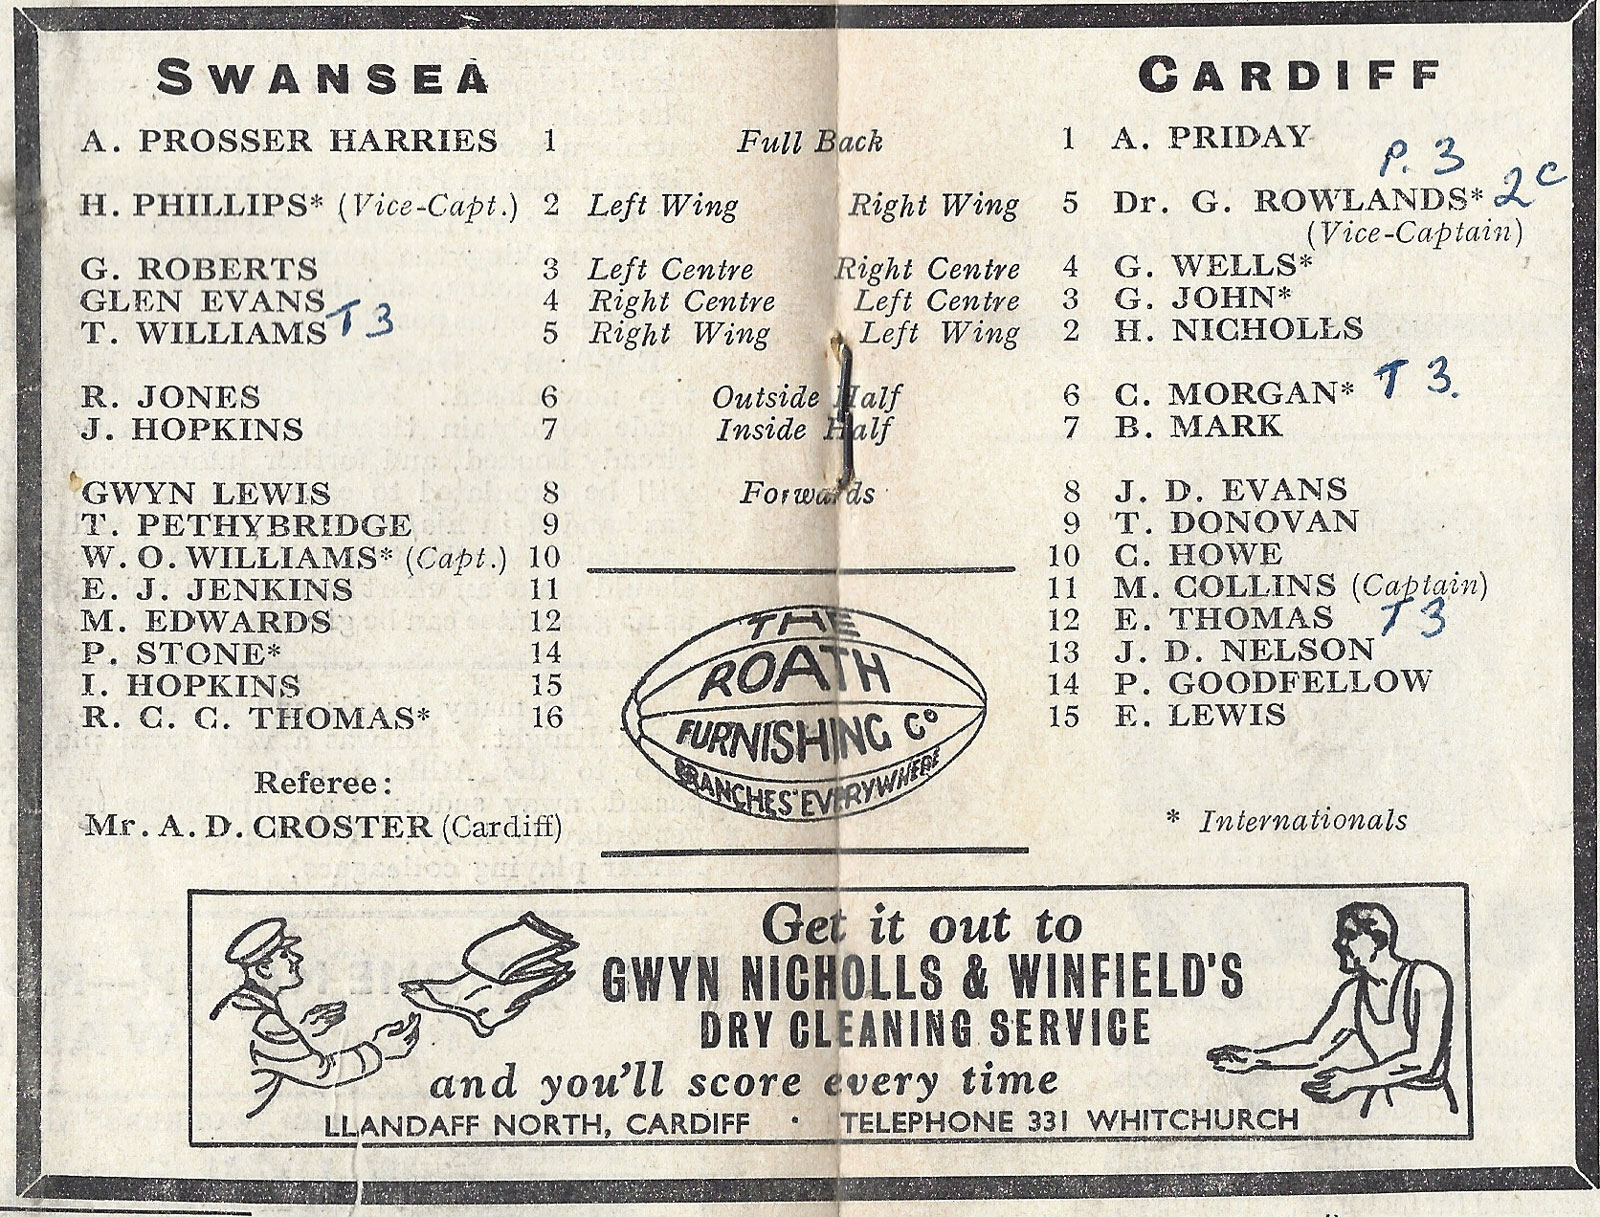 SWANSEA
CARDIFF
A. PROSSER HARRIES 1 Full Back 1 A. PRIDAY
P. 3
H. PHILLIPS* (Vice-Capt.) 2 Left Wing Right Wing 5 Dr. G. ROWLANDS* 2c
(Vice-Captain)
G. ROBERTS 3 Left Centre Right Centre 4 G. WELLS*
GLEN EVANS 4 Right Centre Left Centre 3 G. JOHN*
T. WILLIAMS T 3 5 Right Wing Left Wing 2 H. NICHOLLS
R. JONES 6 Outside Half 6 C. MORGAN* T 3.
J. HOPKINS 7 Inside Half 7 B. MARK
GWYN LEWIS 8 Forwards 8 J. D. EVANS
T. PETHYBRIDGE 9 9 T. DONOVAN
W. O. WILLIAMS* (Capt.) 10 10 C. HOWE
E. J. JENKINS 11 11 M. COLLINS (Captain)
M. EDWARDS 12 12 E. THOMAS T 3
P. STONE* 14 13 J. D. NELSON
I. HOPKINS 15 14 P. GOODFELLOW
R. C. C. THOMAS* 16 15 E. LEWIS
THE
ROATH
FURNISHING Co
BRANCHES EVERYWHERE
Referee:
Mr. A. D. CROSTER (Cardiff)
* Internationals
Get it out to
GWYN NICHOLLS & WINFIELD'S
DRY CLEANING SERVICE
and you'll score every time
LLANDAFF NORTH, CARDIFF · TELEPHONE 331 WHITCHURCH